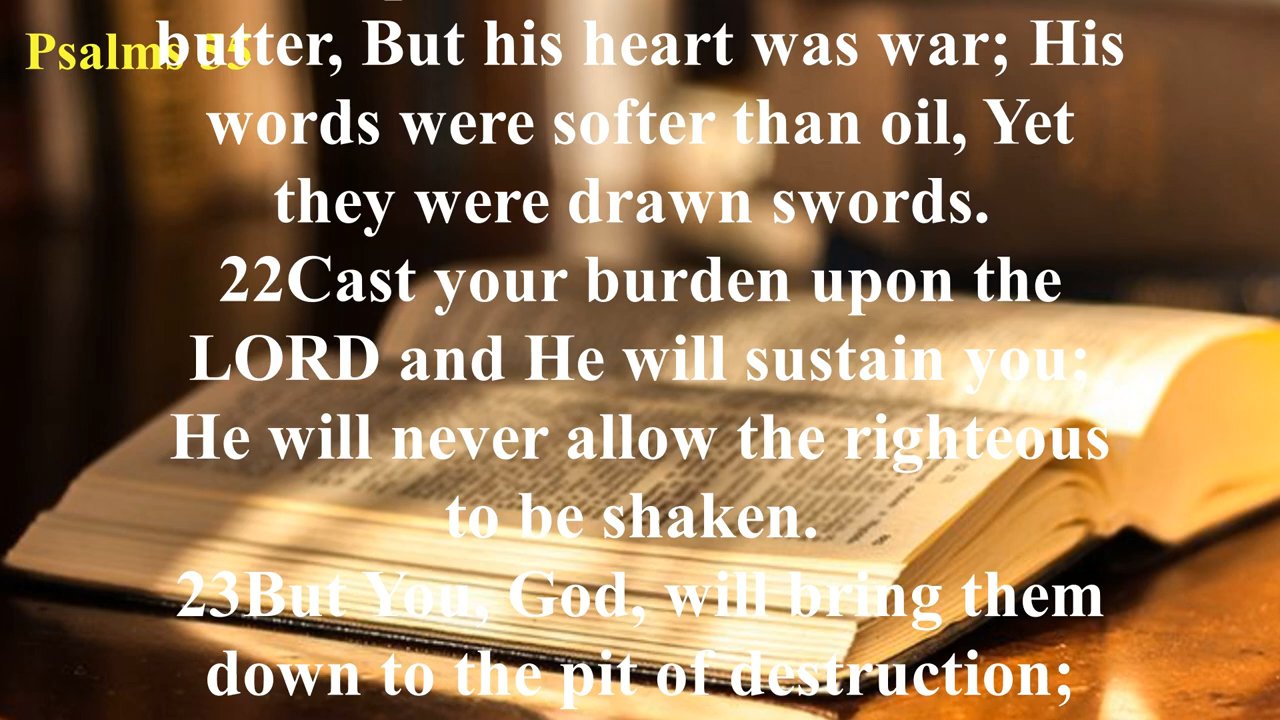 Psalms 55
butter, But his heart was war; His
words were softer than oil, Yet
they were drawn swords.
22Cast your burden upon the
LORD and He will sustain you;
He will never allow the righteous
to be shaken.
23But You, God, will bring them
down to the pit of destruction;